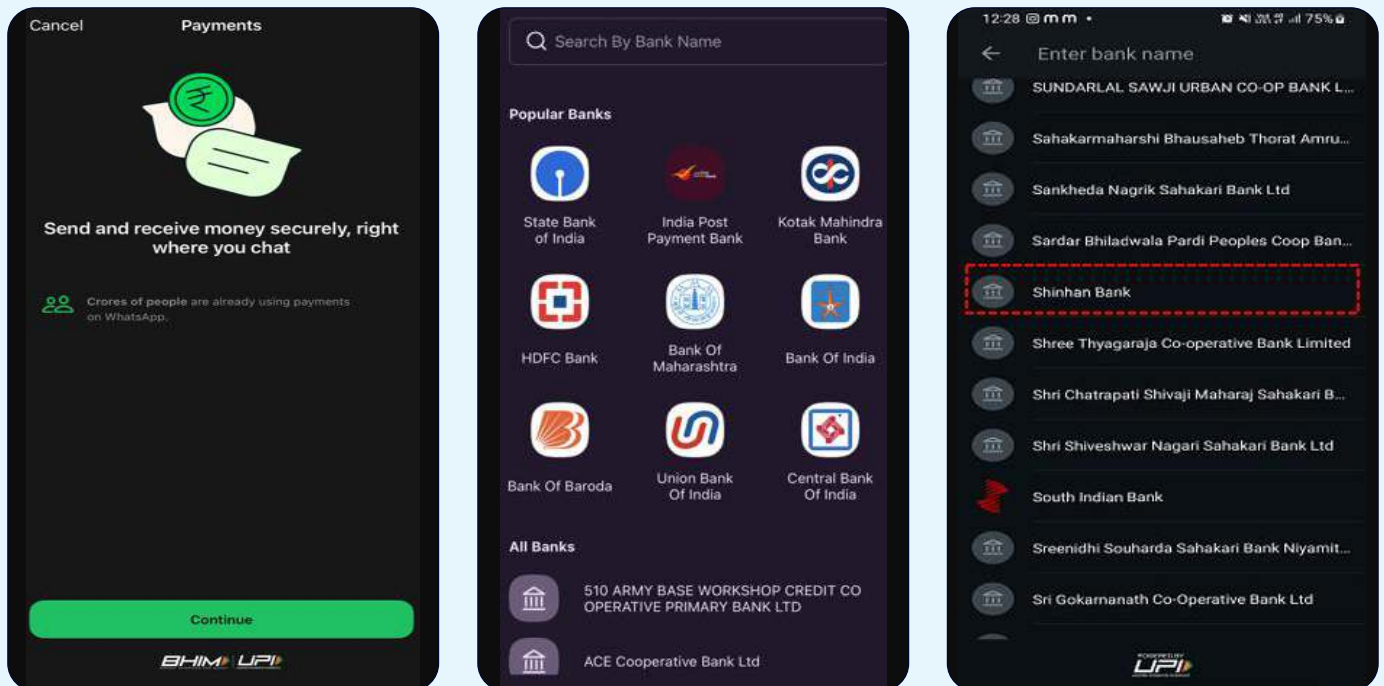 Cancel
Payments
Send and receive money securely, right
where you chat
Crores of people are already using payments
on WhatsApp.
Continue
BHIM UPI
Search By Bank Name
Popular Banks
State Bank
of India
India Post
Payment Bank
Kotak Mahindra
Bank
HDFC Bank
Bank Of
Maharashtra
Bank Of India
Bank Of Baroda
Union Bank
Of India
Central Bank
Of India
All Banks
510 ARMY BASE WORKSHOP CREDIT CO
OPERATIVE PRIMARY BANK LTD
ACE Cooperative Bank Ltd
12:28
75%
Enter bank name
SUNDARLAL SAWJI URBAN CO-OP BANK L...
Sahakarmaharshi Bhausaheb Thorat Amru...
Sankheda Nagrik Sahakari Bank Ltd
Sardar Bhiladwala Pardi Peoples Coop Ban...
Shinhan Bank
Shree Thyagaraja Co-operative Bank Limited
Shri Chatrapati Shivaji Maharaj Sahakari B...
Shri Shiveshwar Nagari Sahakari Bank Ltd
South Indian Bank
Sreenidhi Souharda Sahakari Bank Niyamit...
Sri Gokarnanath Co-Operative Bank Ltd
POWERED BY
UPI